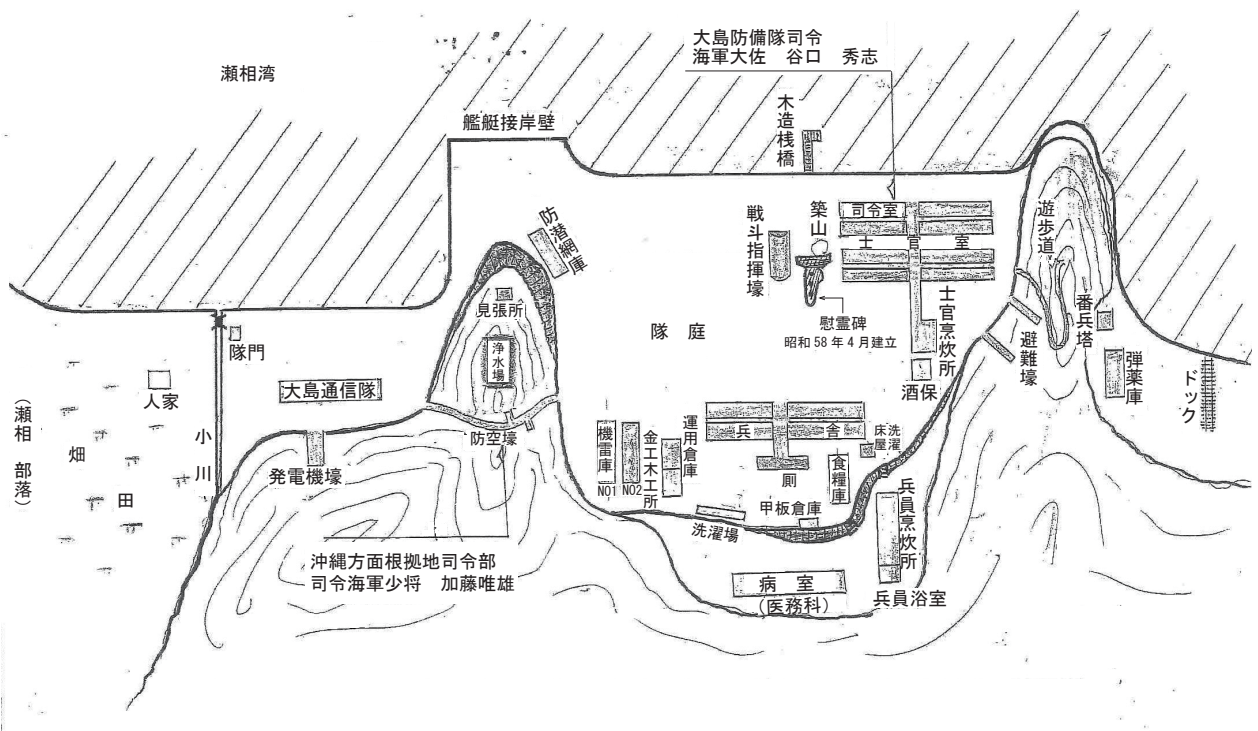 大島防備隊司令
海軍大佐　谷口　秀志
瀬相湾
艦艇接岸壁
木造桟橋
防潜網庫
戦斗指揮壕
築山
司令室
士官室
遊歩道
見張所
慰霊碑
昭和58年4月建立
士官烹炊所
番兵塔
隊門
浄水場
隊庭
避難壕
弾薬庫
ドック
人家
大島通信隊
酒保
(瀬相　部落)
畑
田
小川
発電機壕
防空壕
機雷庫
NO1
NO2
金工木工所
運用倉庫
兵舎
厠
洗濯
床屋
食糧庫
甲板倉庫
洗濯場
兵員烹炊所
沖縄方面根拠地司令部
司令海軍少将　加藤唯雄
病室
(医務科)
兵員浴室